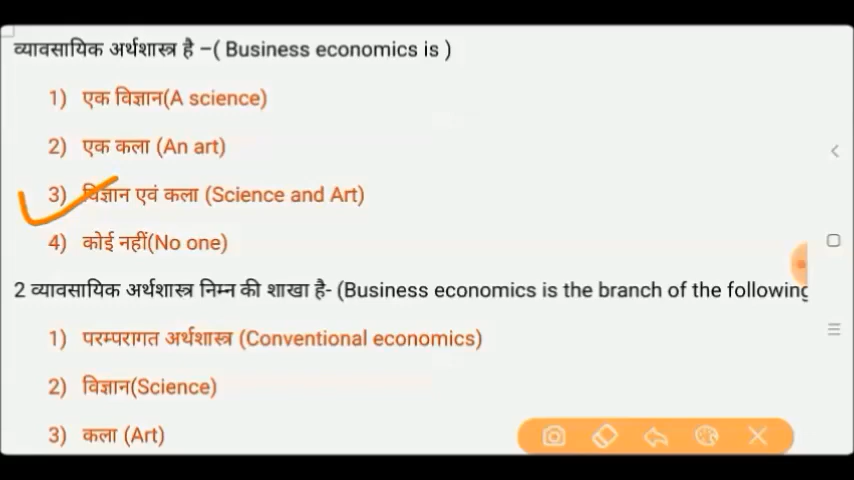 व्यावसायिक अर्थशास्त्र है –( Business economics is )
1) एक विज्ञान(A science)
2) एक कला (An art)
3) विज्ञान एवं कला (Science and Art)
4) कोई नहीं(No one)
2 व्यावसायिक अर्थशास्त्र निम्न की शाखा है- (Business economics is the branch of the following
1) परम्परागत अर्थशास्त्र (Conventional economics)
2) विज्ञान(Science)
3) कला (Art)